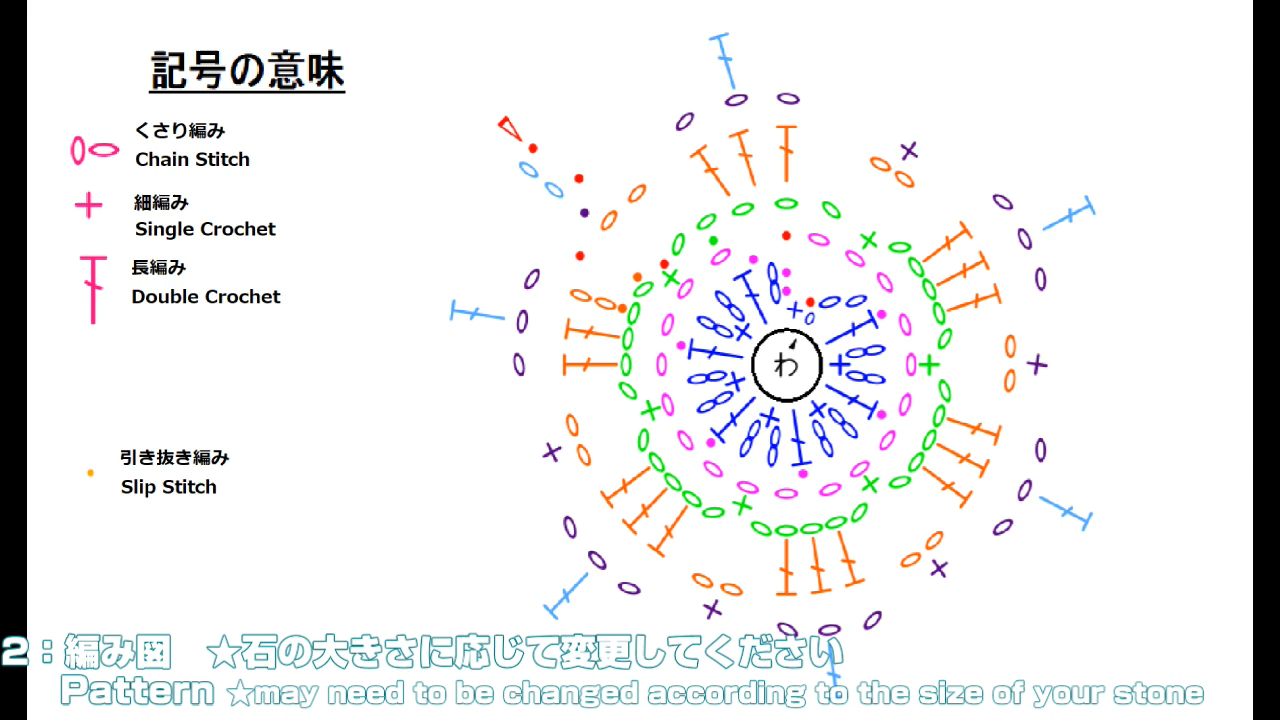 記号の意味
くさり編み
Chain Stitch
細編み
Single Crochet
長編み
Double Crochet
引き抜き編み
Slip Stitch
わ
2：編み図　★石の大きさに応じて変更してください
Pattern ★may need to be changed according to the size of your stone